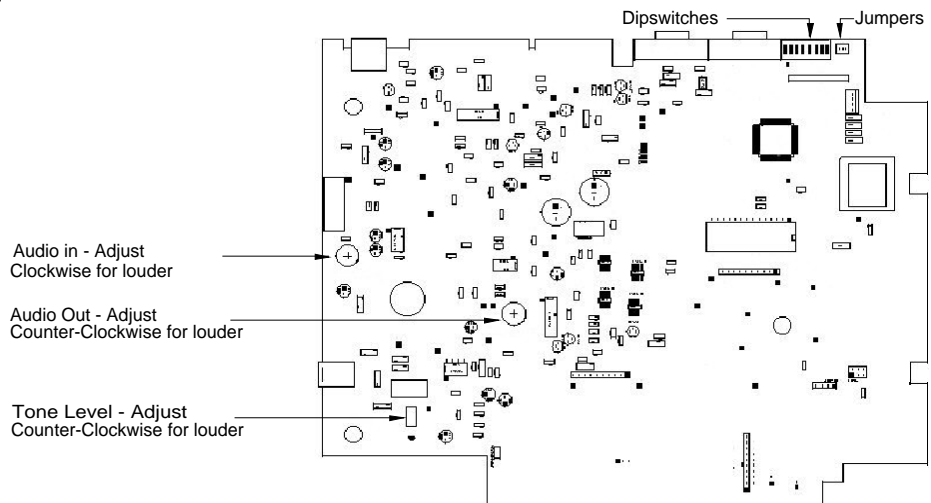 Dipswitches
Jumpers
Audio in - Adjust
Clockwise for louder
Audio Out - Adjust
Counter-Clockwise for louder
Tone Level - Adjust
Counter-Clockwise for louder